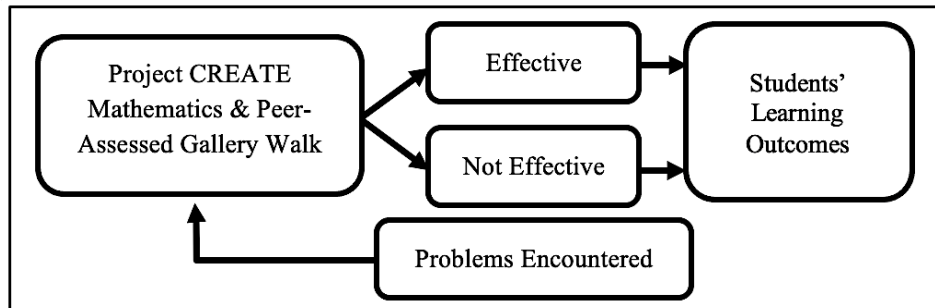 Project CREATE
Mathematics & Peer-
Assessed Gallery Walk
Effective
Not Effective
Students’
Learning
Outcomes
Problems Encountered